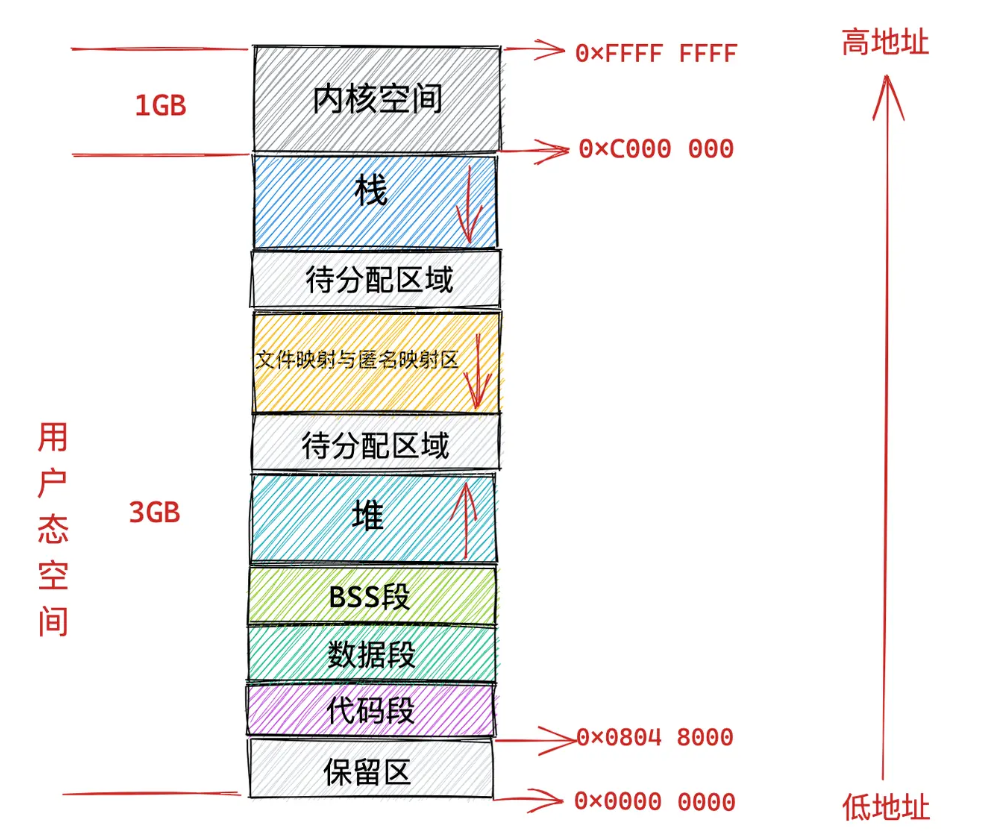 0×FFFF FFFF
高地址
1GB
内核空间
0×C000 000
栈
待分配区域
文件映射与匿名映射区
待分配区域
用户态空间
3GB
堆
BSS段
数据段
代码段
0×0804 8000
保留区
0×0000 0000
低地址